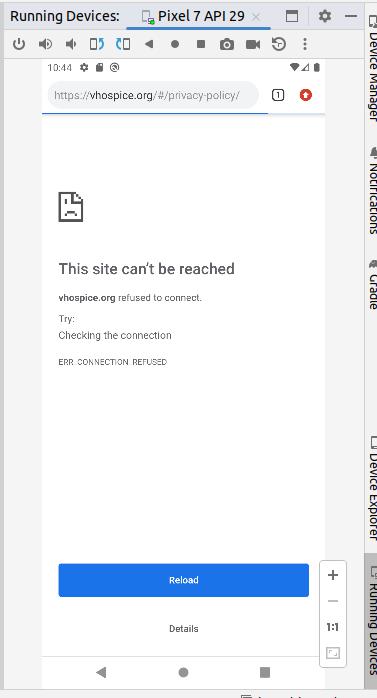 Running Devices: Pixel 7 API 29
10:44
https://vhospice.org/#/privacy-policy/
1
This site can't be reached
vhospice.org refused to connect.
Try:
Checking the connection
ERR_CONNECTION_REFUSED
Reload
Details
1:1
Device Manager
Notifications
Gradle
Device Explorer
Running Devices